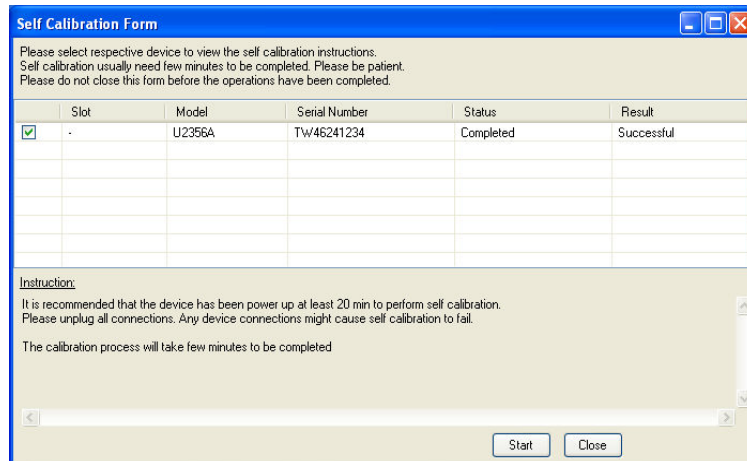 Self Calibration Form
Please select respective device to view the self calibration instructions.
Self calibration usually need few minutes to be completed. Please be patient.
Please do not close this form before the operations have been completed.
Slot Model Serial Number Status Result
- U2356A TW46241234 Completed Successful
Instruction:
It is recommended that the device has been power up at least 20 min to perform self calibration.
Please unplug all connections. Any device connections might cause self calibration to fail.
The calibration process will take few minutes to be completed
Start Close